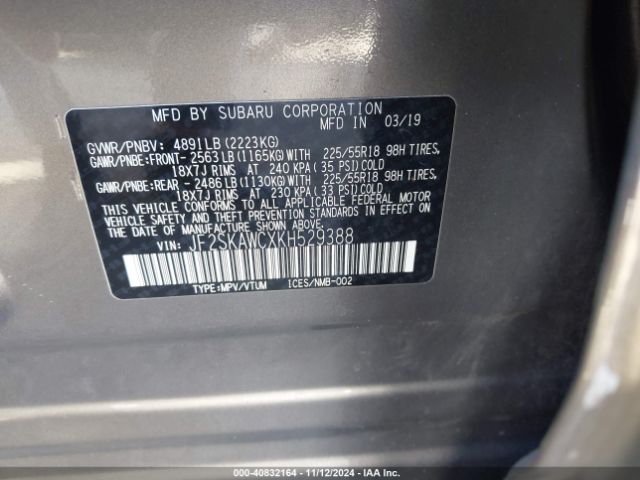 MFD BY SUBARU CORPORATION
MFD IN 03/19
GVWR/PNBV: 4891LB (2223KG)
GAWR/PNBE:FRONT- 2563LB (1165KG) WITH 225/55R18 98H TIRES,
18X7J RIMS AT 240 KPA (35 PSI) COLD
GAWR/PNBE:REAR - 2486LB (1130KG) WITH 225/55R18 98H TIRES,
18X7J RIMS AT 230 KPA (33 PSI) COLD
THIS VEHICLE CONFORMS TO ALL APPLICABLE FEDERAL MOTOR
VEHICLE SAFETY AND THEFT PREVENTION STANDARDS IN EFFECT ON
THE DATE OF MANUFACTURE SHOWN ABOVE.
VIN: JF2SKAWCXKH529388
TYPE:MPV/VTUM ICES/NMB-002
000-40832164 - 11/12/2024 - IAA Inc.